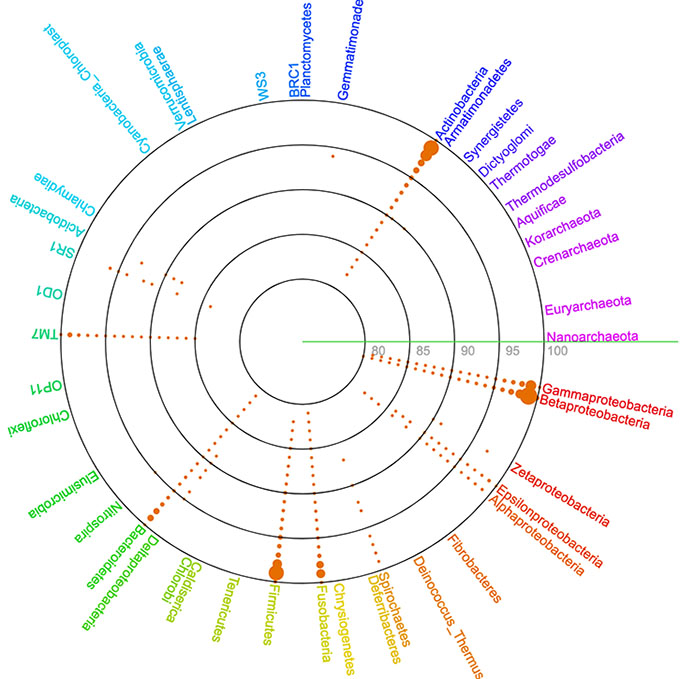 Cyanobacteria_Chloroplast
Verrucomicrobia
Lentisphaerae
WS3
BRC1
Planctomycetes
Gemmatimonade
Actinobacteria
Armatimonadetes
Synergistetes
Dictyoglomi
Thermotogae
Thermodesulfobacteria
Aquificae
Korarchaeota
Crenarchaeota
Euryarchaeota
Nanoarchaeota
80 85 90 95 100
Gammaproteobacteria
Betaproteobacteria
Zetaproteobacteria
Epsilonproteobacteria
Alphaproteobacteria
Fibrobacteres
Deinococcus_Thermus
Spirochaetes
Deferribacteres
Chrysiogenetes
Fusobacteria
Firmicutes
Tenericutes
Caldiserica
Chlorobi
Deltaproteobacteria
Bacteroidetes
Nitrospira
Elusimicrobia
Chloroflexi
OP11
TM7
OD1
SR1
Acidobacteria
Chlamydiae